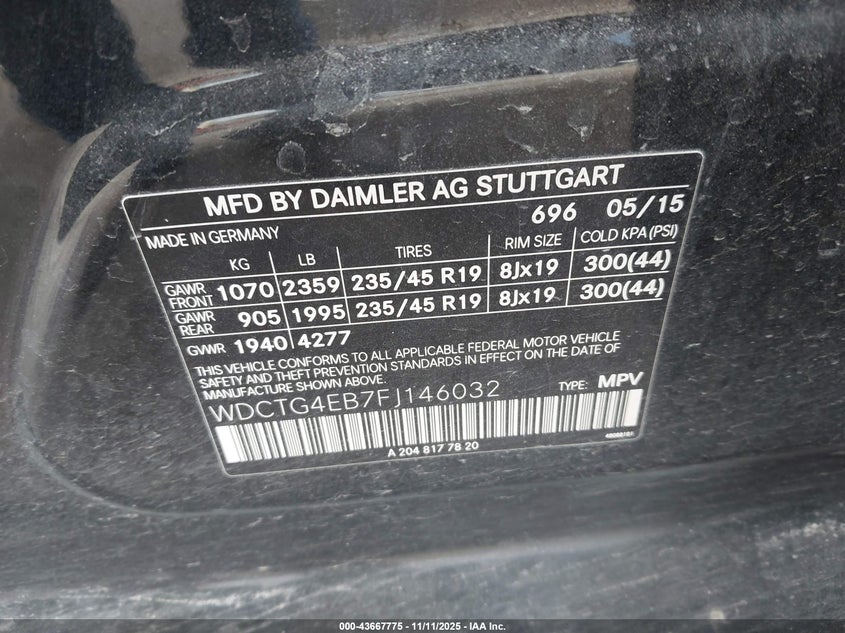 MFD BY DAIMLER AG STUTTGART
696 05/15
MADE IN GERMANY
KG LB TIRES RIM SIZE COLD KPA (PSI)
GAWR FRONT 1070 2359 235/45 R19 8Jx19 300(44)
GAWR REAR 905 1995 235/45 R19 8Jx19 300(44)
GVWR 1940 4277
THIS VEHICLE CONFORMS TO ALL APPLICABLE FEDERAL MOTOR VEHICLE
SAFETY AND THEFT PREVENTION STANDARDS IN EFFECT ON THE DATE OF
MANUFACTURE SHOWN ABOVE.
TYPE: MPV
WDCTG4EB7FJ146032
A 204 817 78 20
000-43667775 - 11/11/2025 - IAA Inc.